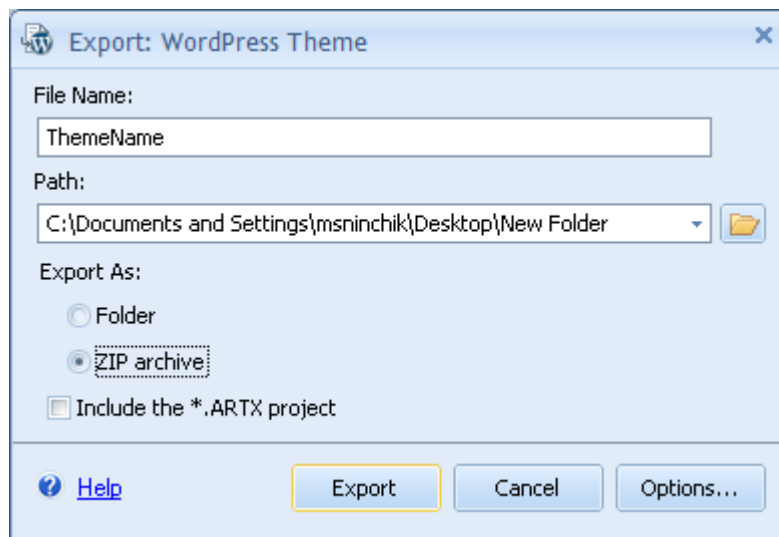 Export: WordPress Theme
File Name:
ThemeName
Path:
C:\Documents and Settings\msninchik\Desktop\New Folder
Export As:
Folder
ZIP archive
Include the *.ARTX project
Help Export Cancel Options...